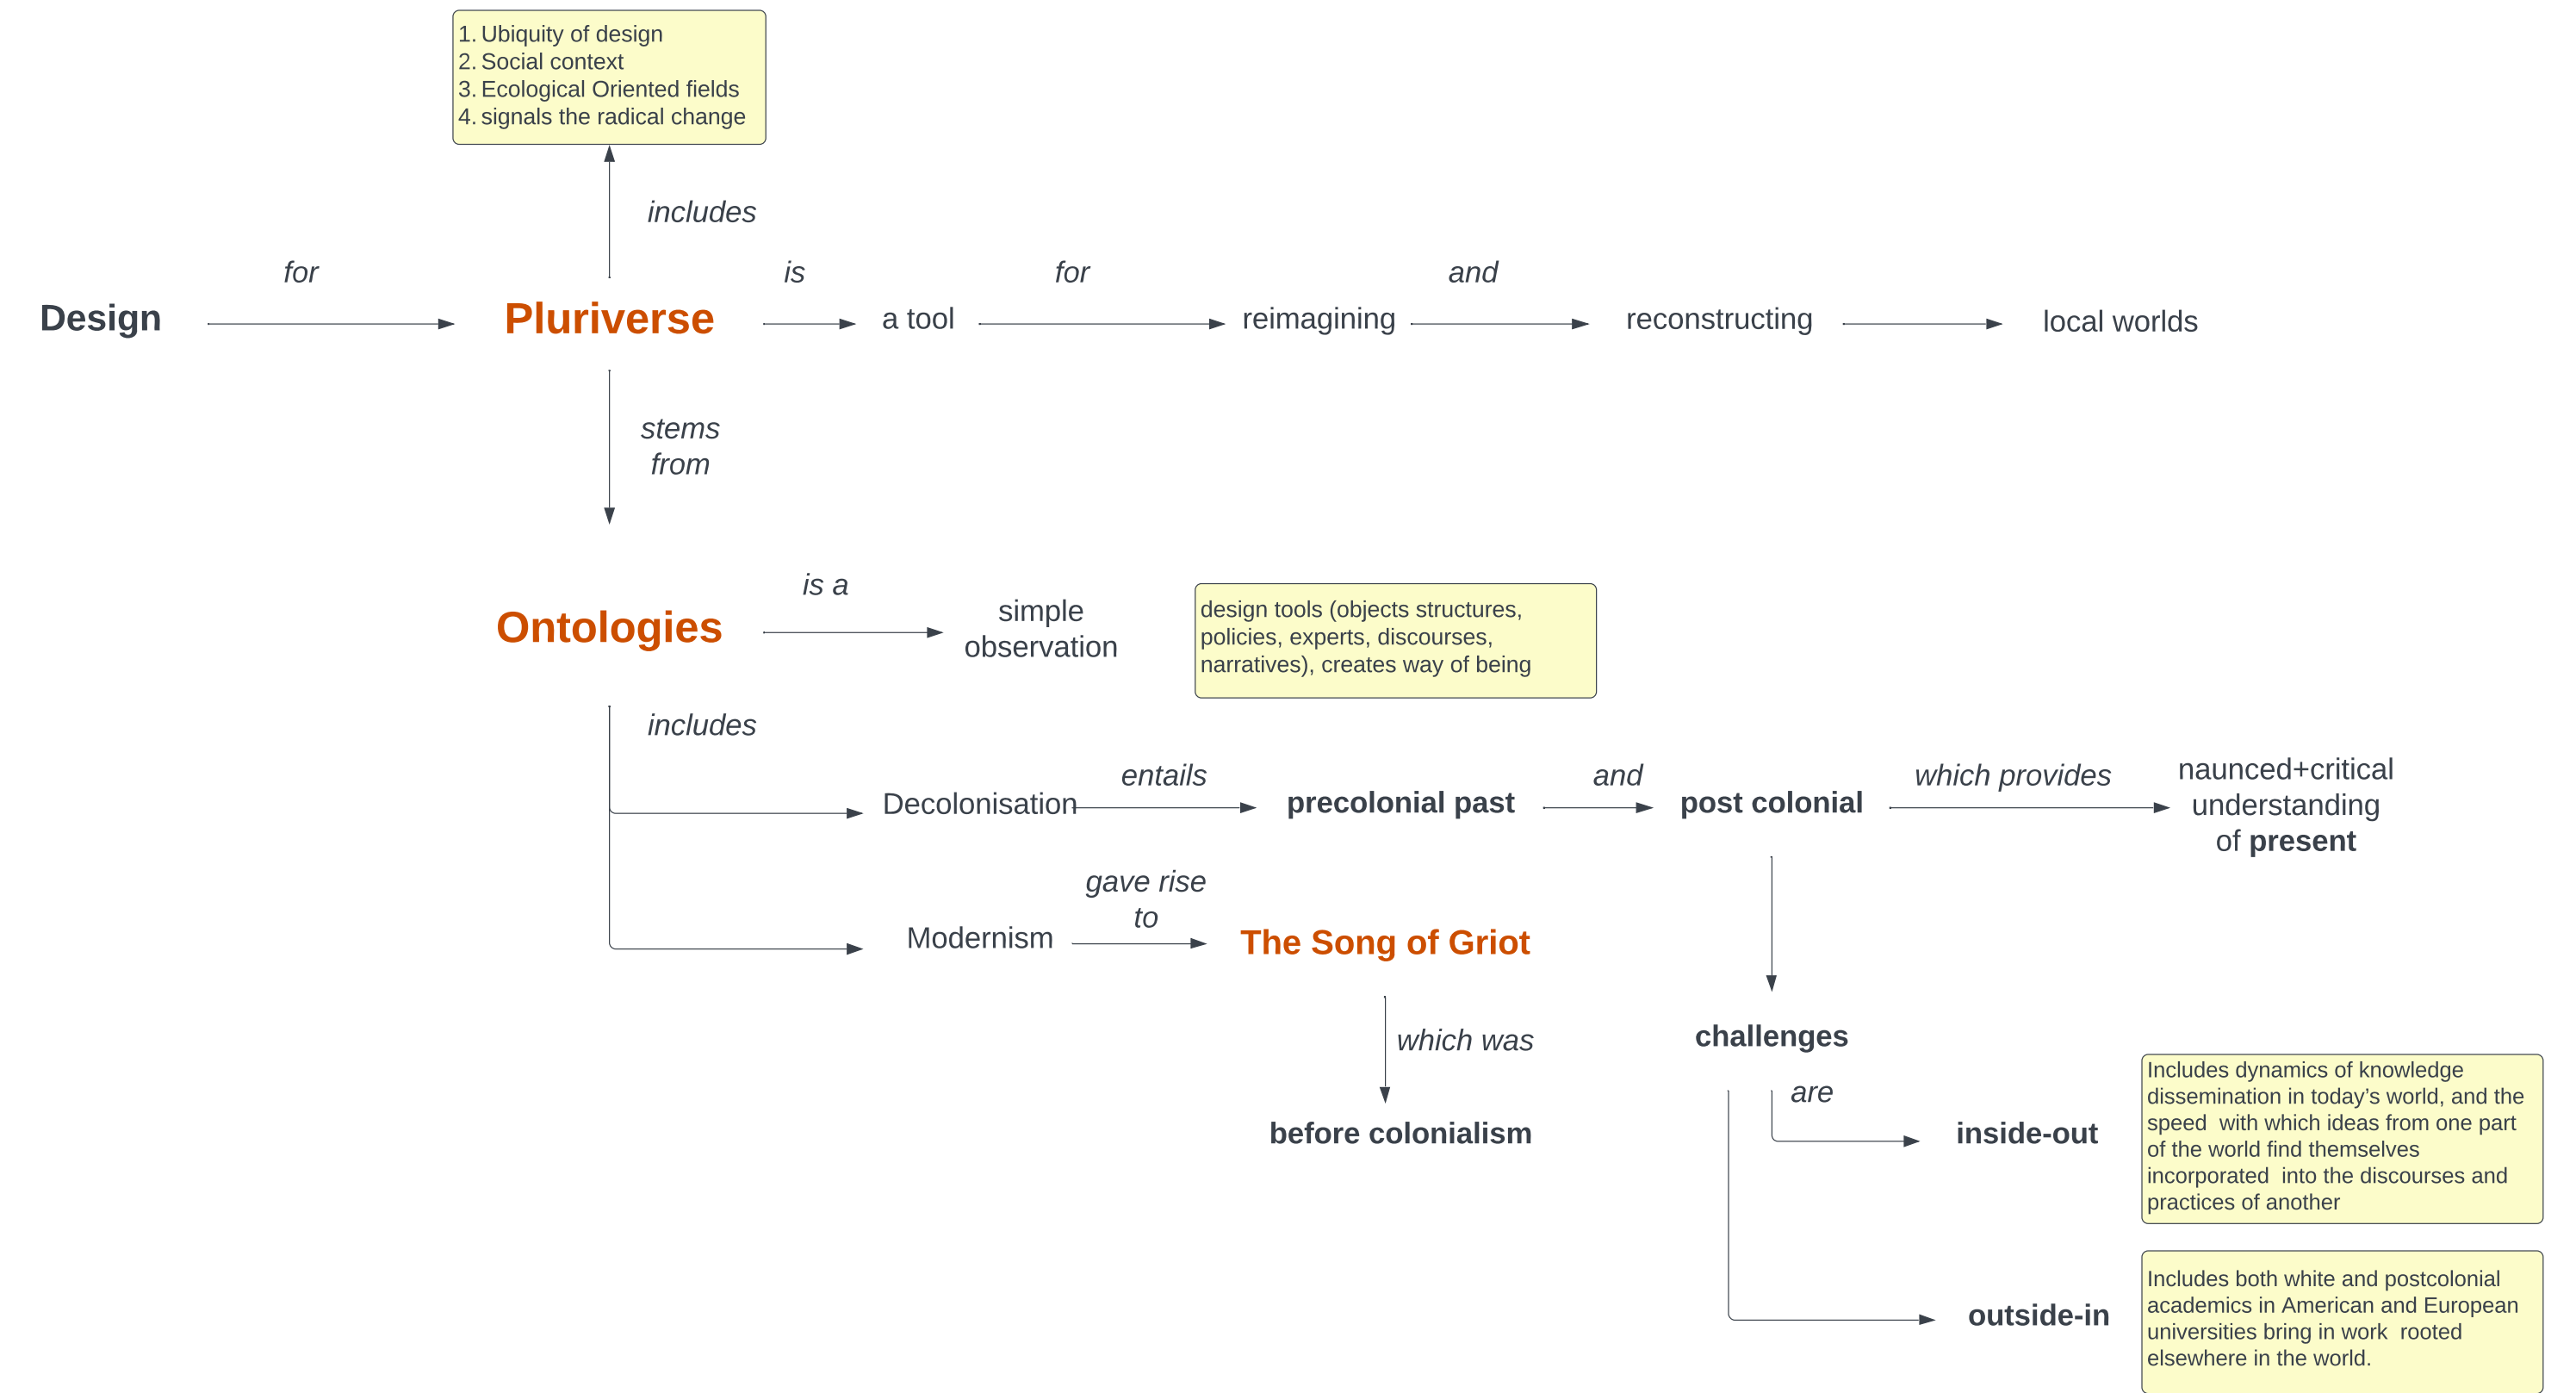 1. Ubiquity of design
2. Social context
3. Ecological Oriented fields
4. signals the radical change
includes
for
is
for
and
Design
Pluriverse
a tool
reimagining
reconstructing
local worlds
stems
from
is a
Ontologies
simple
observation
design tools (objects structures,
policies, experts, discourses,
narratives), creates way of being
includes
Decolonisation
entails
precolonial past
and
post colonial
which provides
naunced+critical
understanding
of present
Modernism
gave rise
to
The Song of Griot
which was
before colonialism
challenges
are
inside-out
Includes dynamics of knowledge
dissemination in today’s world, and the
speed  with which ideas from one part
of the world find themselves
incorporated  into the discourses and
practices of another
outside-in
Includes both white and postcolonial
academics in American and European
universities bring in work  rooted
elsewhere in the world.